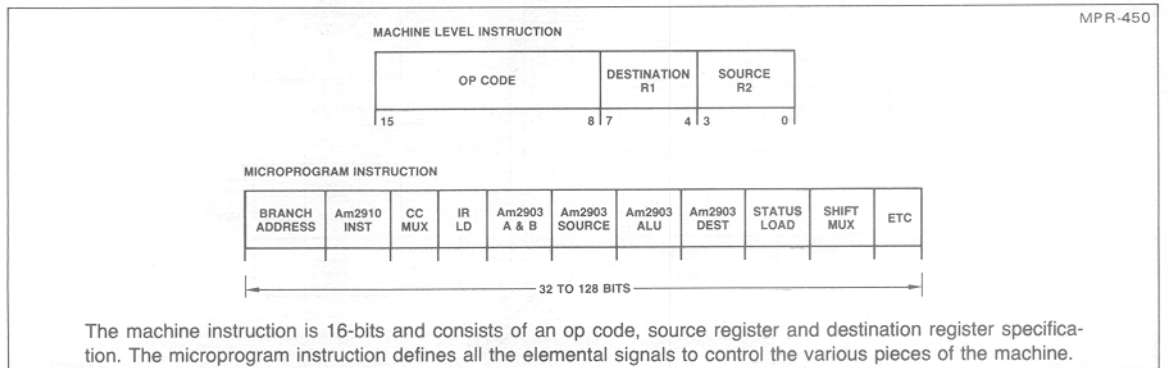 MPR-450
MACHINE LEVEL INSTRUCTION
OP CODE
DESTINATION
R1
SOURCE
R2
15
8
7
4
3
0
MICROPROGRAM INSTRUCTION
BRANCH
ADDRESS
Am2910
INST
CC
MUX
IR
LD
Am2903
A & B
Am2903
SOURCE
Am2903
ALU
Am2903
DEST
STATUS
LOAD
SHIFT
MUX
ETC
32 TO 128 BITS
The machine instruction is 16-bits and consists of an op code, source register and destination register specifica-
tion. The microprogram instruction defines all the elemental signals to control the various pieces of the machine.